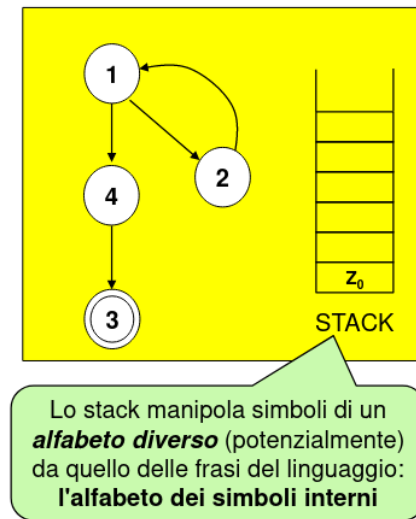 1
2
4
3
Z0
STACK
Lo stack manipola simboli di un
alfabeto diverso (potenzialmente)
da quello delle frasi del linguaggio:
l'alfabeto dei simboli interni